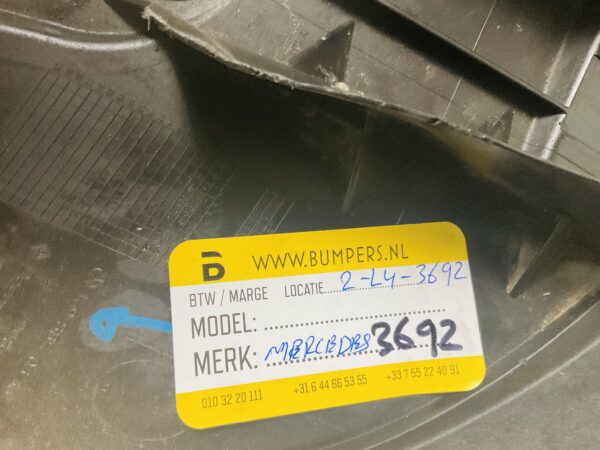 B WWW.BUMPERS.NL
BTW / MARGE LOCATIE 2-L4-3692
MODEL:
MERK: MERCEDES 3692
010 32 20 111 +31 6 44 66 53 55 +33 7 55 22 40 91